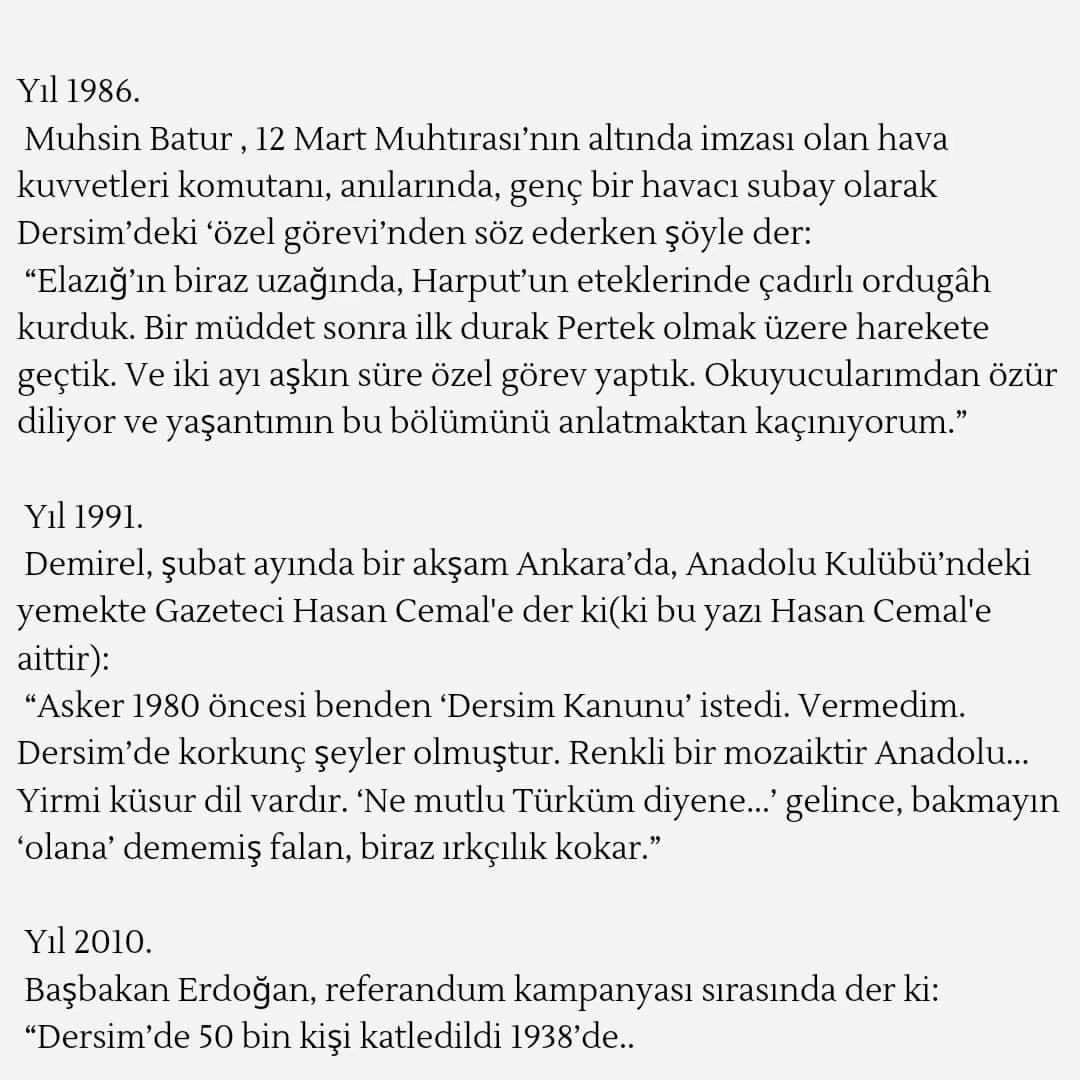 Yıl 1986.
Muhsin Batur , 12 Mart Muhtırası’nın altında imzası olan hava
kuvvetleri komutanı, anılarında, genç bir havacı subay olarak
Dersim’deki ‘özel görevi’nden söz ederken şöyle der:
“Elazığ’ın biraz uzağında, Harput’un eteklerinde çadırlı ordugâh
kurduk. Bir müddet sonra ilk durak Pertek olmak üzere harekete
geçtik. Ve iki ayı aşkın süre özel görev yaptık. Okuyucularımdan özür
diliyor ve yaşantımın bu bölümünü anlatmaktan kaçınıyorum.”
Yıl 1991.
Demirel, şubat ayında bir akşam Ankara’da, Anadolu Kulübü’ndeki
yemekte Gazeteci Hasan Cemal'e der ki(ki bu yazı Hasan Cemal'e
aittir):
“Asker 1980 öncesi benden ‘Dersim Kanunu’ istedi. Vermedim.
Dersim’de korkunç şeyler olmuştur. Renkli bir mozaiktir Anadolu...
Yirmi küsur dil vardır. ‘Ne mutlu Türküm diyene...’ gelince, bakmayın
‘olana’ dememiş falan, biraz ırkçılık kokar.”
Yıl 2010.
Başbakan Erdoğan, referandum kampanyası sırasında der ki:
“Dersim’de 50 bin kişi katledildi 1938’de..